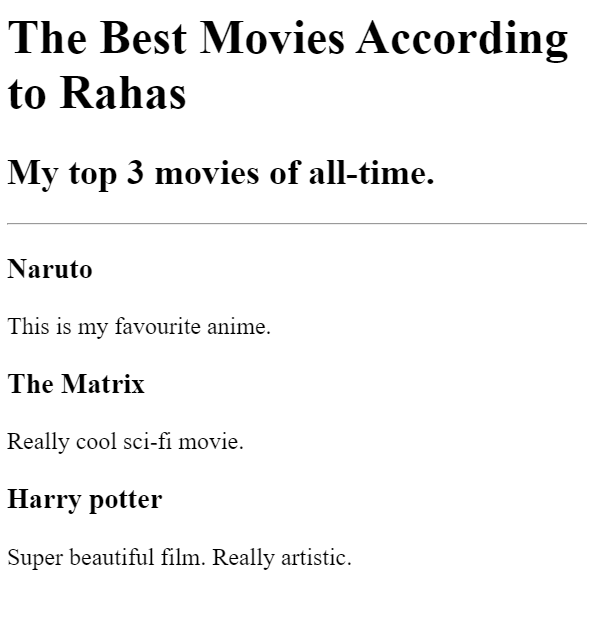 The Best Movies According
to Rahas
My top 3 movies of all-time.
Naruto
This is my favourite anime.
The Matrix
Really cool sci-fi movie.
Harry potter
Super beautiful film. Really artistic.